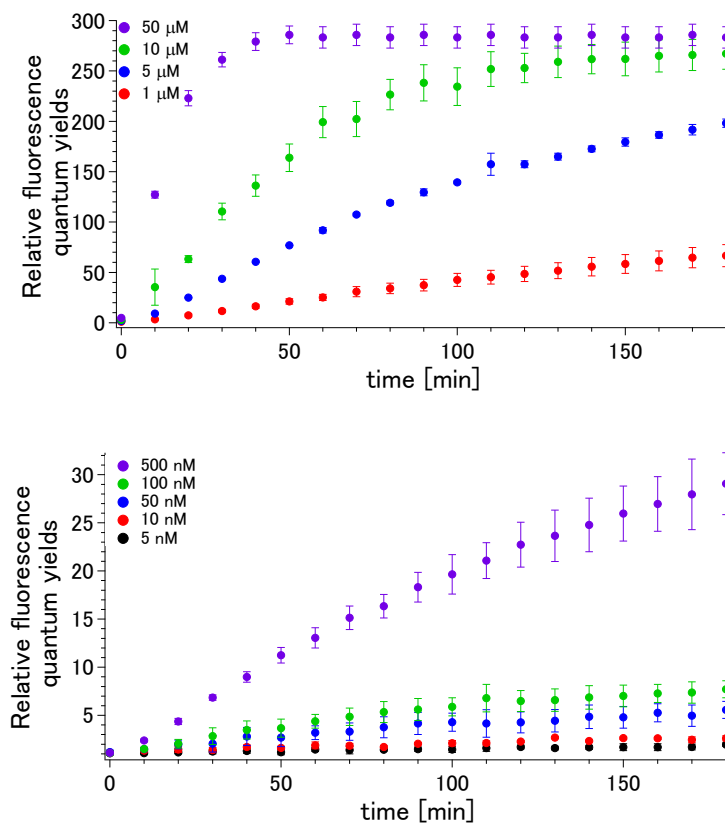 300
250
200
150
100
50
0
Relative fluorescence
quantum yields
50 μM
10 μM
5 μM
1 μM
0 50 100 150
time [min]
30
25
20
15
10
5
Relative fluorescence
quantum yields
500 nM
100 nM
50 nM
10 nM
5 nM
0 50 100 150
time [min]